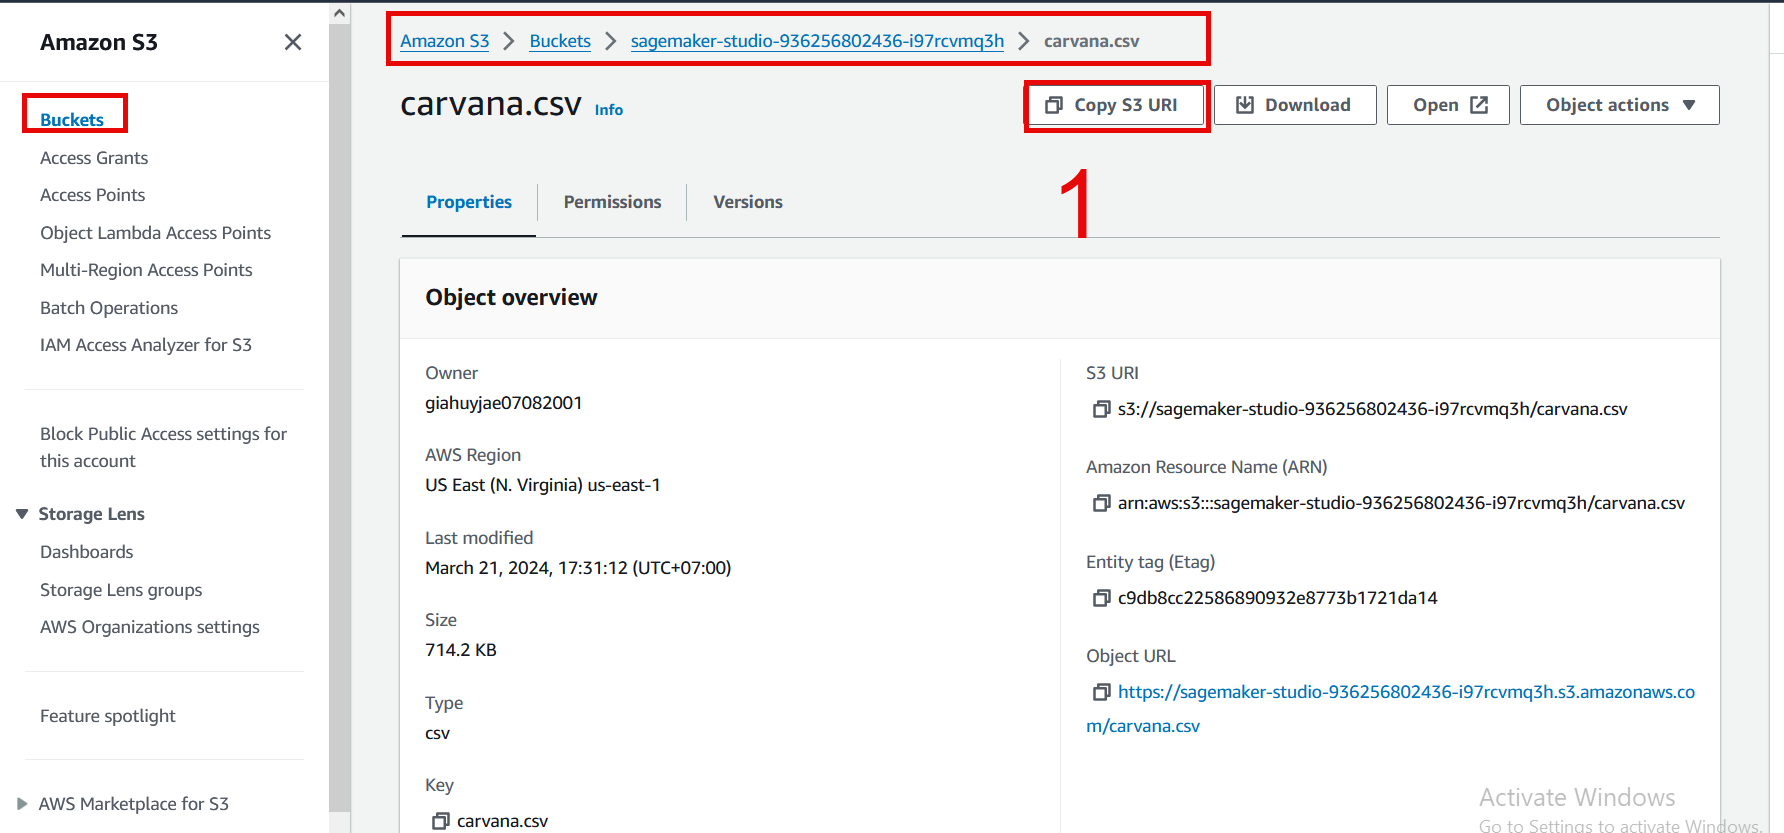 Amazon S3
Buckets
Access Grants
Access Points
Object Lambda Access Points
Multi-Region Access Points
Batch Operations
IAM Access Analyzer for S3
Block Public Access settings for
this account
Storage Lens
Dashboards
Storage Lens groups
AWS Organizations settings
Feature spotlight
AWS Marketplace for S3
Amazon S3 > Buckets > sagemaker-studio-936256802436-i97rcvmq3h > carvana.csv
carvana.csv Info
Copy S3 URI Download Open Object actions
1
Properties Permissions Versions
Object overview
Owner
giahuyjae07082001
AWS Region
US East (N. Virginia) us-east-1
Last modified
March 21, 2024, 17:31:12 (UTC+07:00)
Size
714.2 KB
Type
csv
Key
carvana.csv
S3 URI
s3://sagemaker-studio-936256802436-i97rcvmq3h/carvana.csv
Amazon Resource Name (ARN)
arn:aws:s3:::sagemaker-studio-936256802436-i97rcvmq3h/carvana.csv
Entity tag (Etag)
c9db8cc22586890932e8773b1721da14
Object URL
https://sagemaker-studio-936256802436-i97rcvmq3h.s3.amazonaws.co
m/carvana.csv
Activate Windows
Go to Settings to activate Windows.